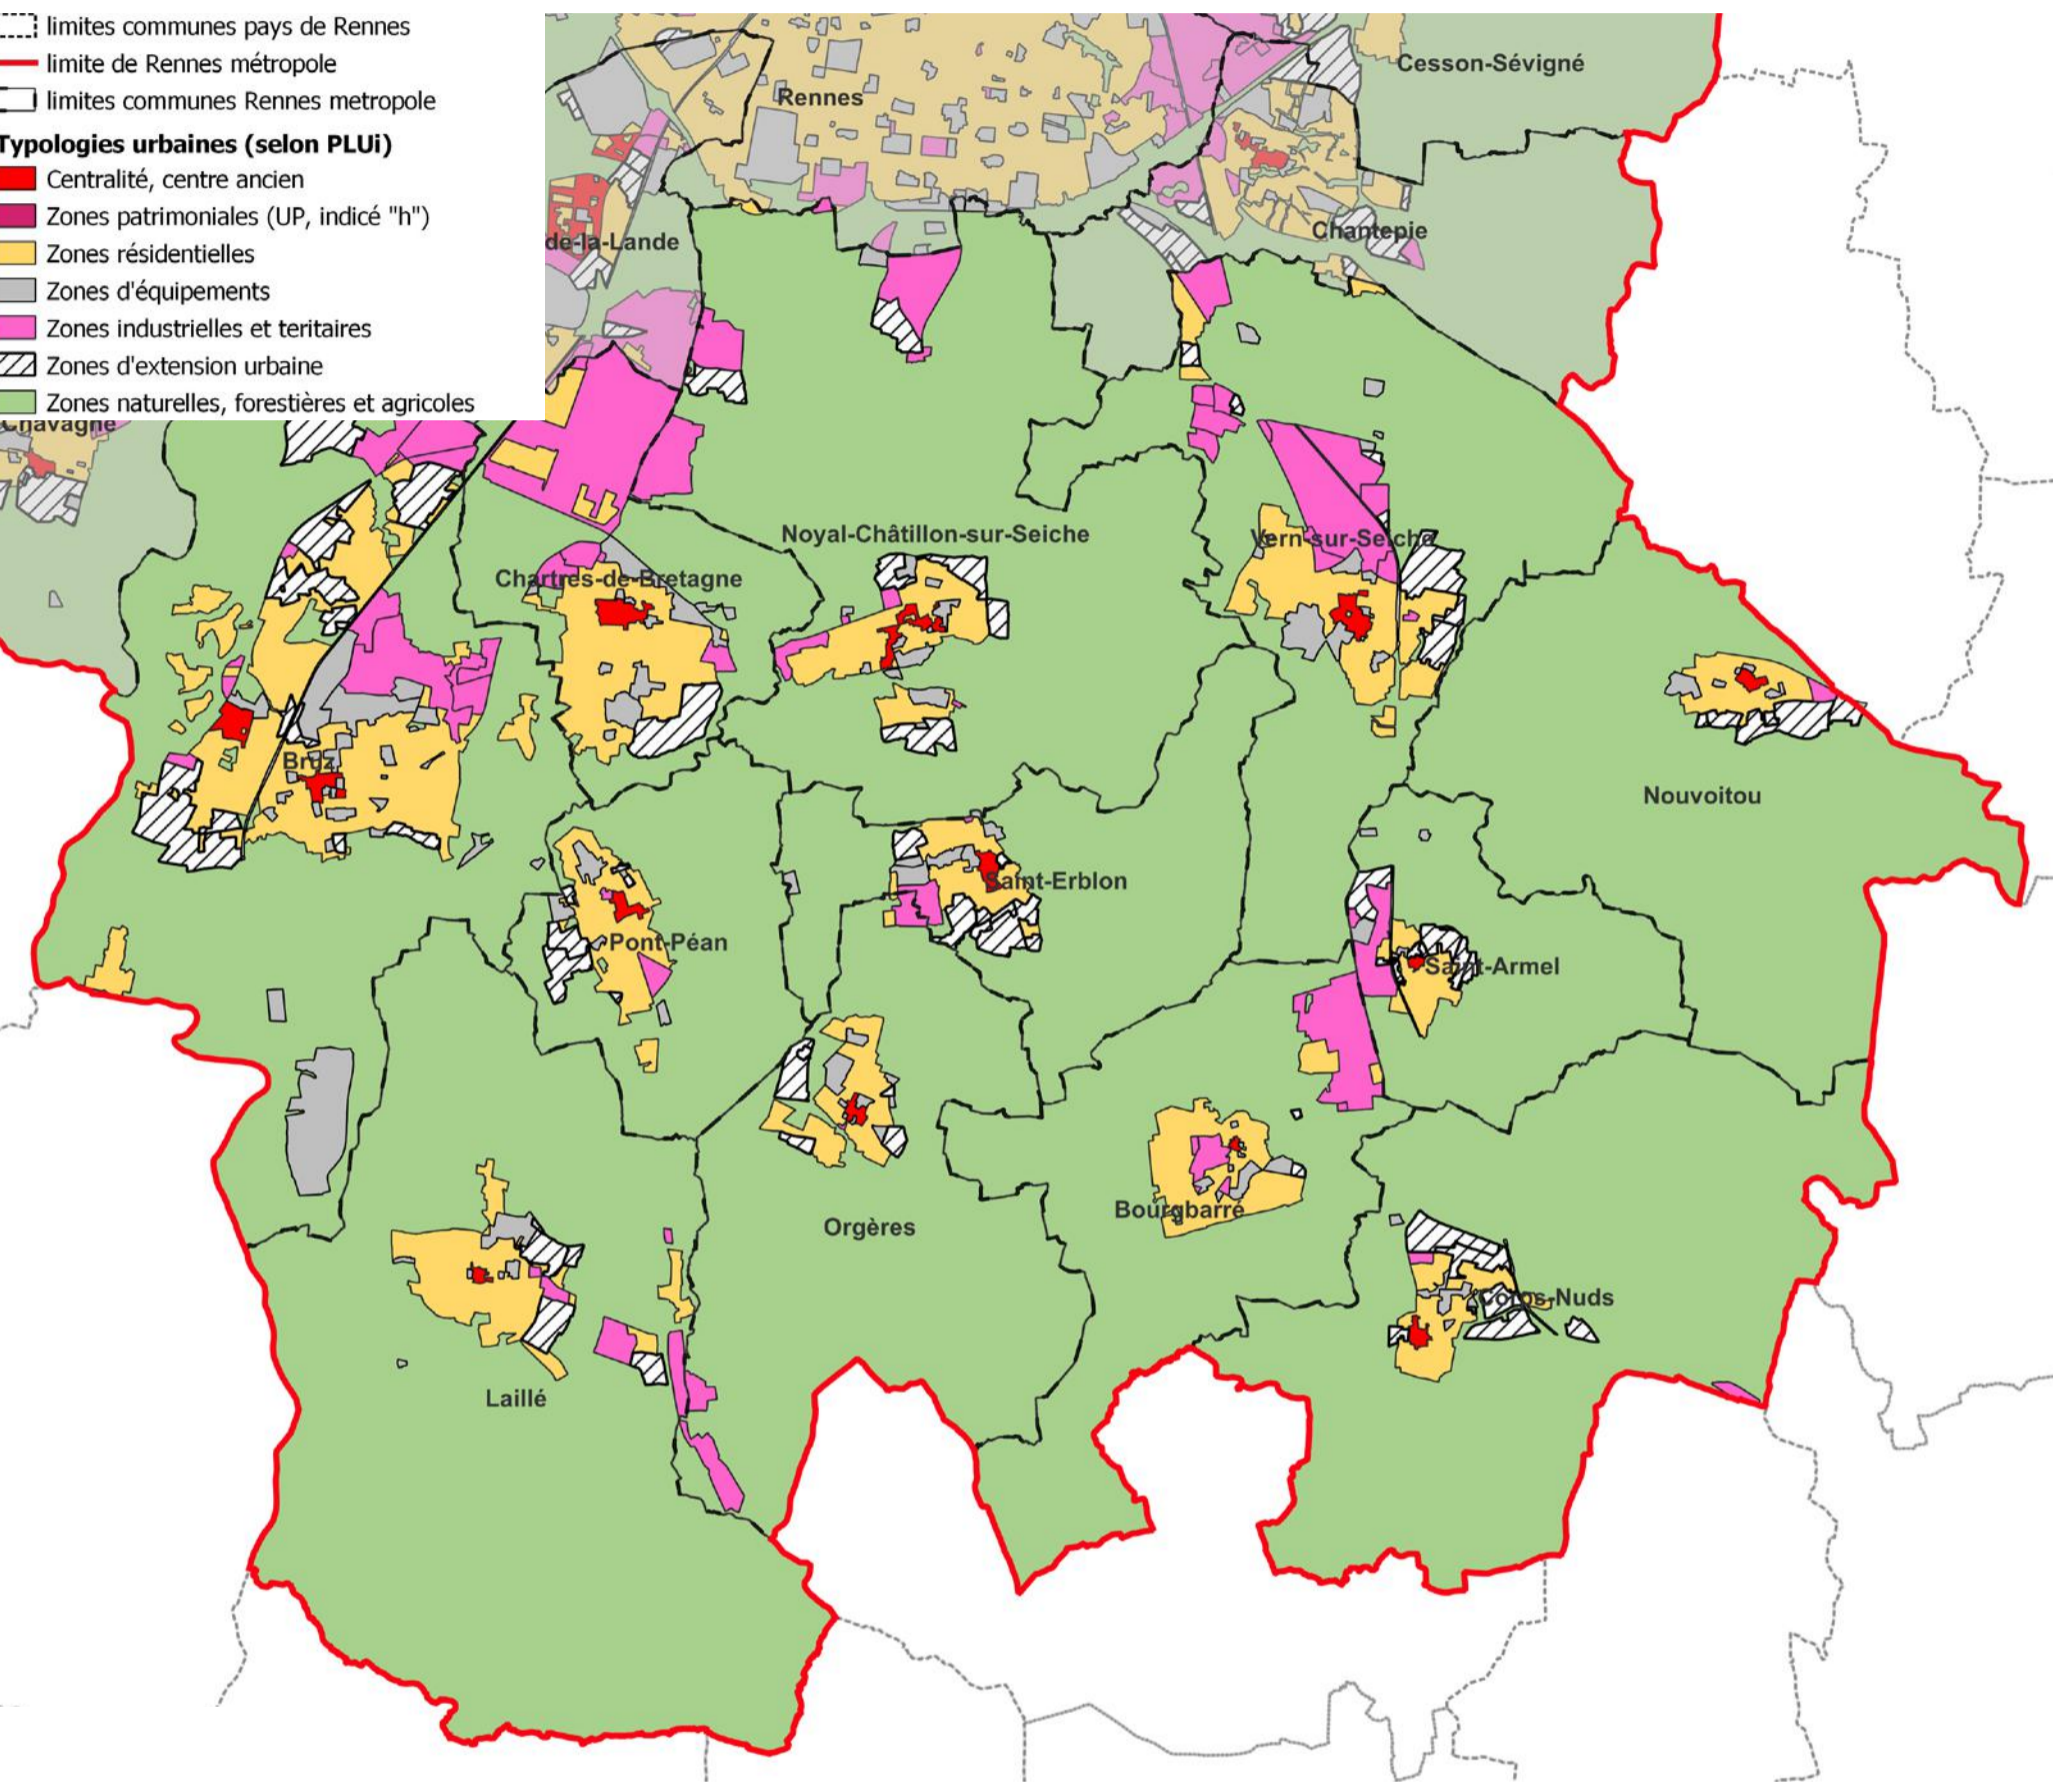 limites communes pays de Rennes
limite de Rennes métropole
limites communes Rennes metropole
Typologies urbaines (selon PLUi)
Centralité, centre ancien
Zones patrimoniales (UP, indicé "h")
Zones résidentielles
Zones d'équipements
Zones industrielles et teritaires
Zones d'extension urbaine
Zones naturelles, forestières et agricoles
Cesson-Sévigné
Rennes
Chantepie
de-la-Lande
Chavagne
Noyal-Châtillon-sur-Seiche
Vern-sur-Seiche
Chartres-de-Bretagne
Bruz
Nouvoitou
Saint-Erblon
Pont-Péan
Saint-Armel
Bourgbarré
Orgères
Corps-Nuds
Laillé